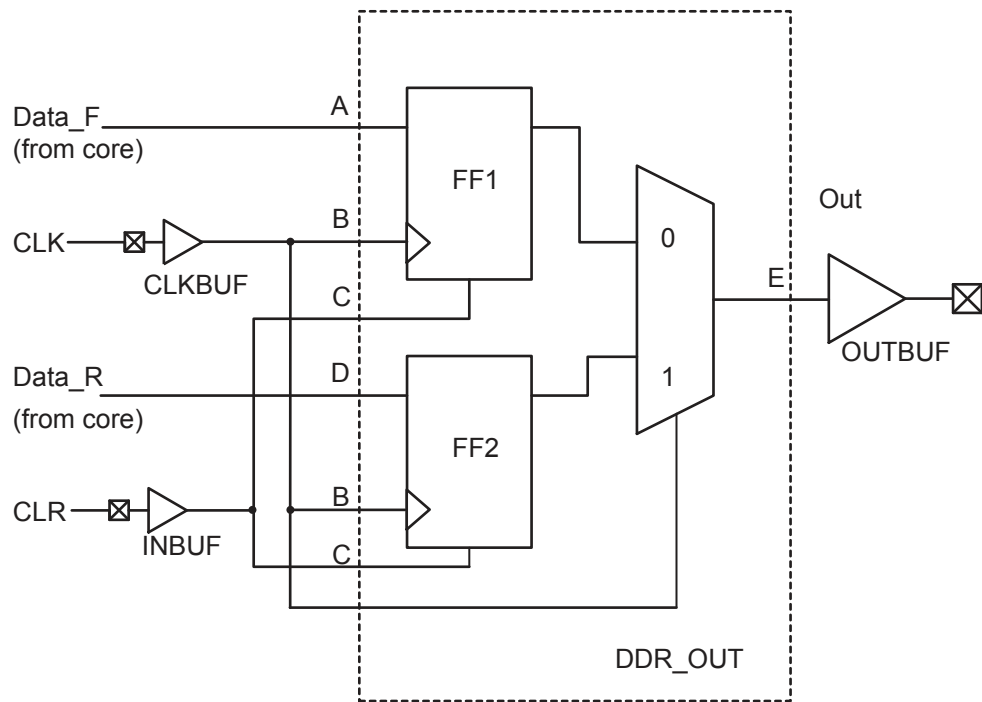 Data_F
(from core)
A
FF1
0
Out
CLK
CLKBUF
B
C
E
OUTBUF
Data_R
(from core)
D
FF2
1
CLR
INBUF
B
C
DDR_OUT